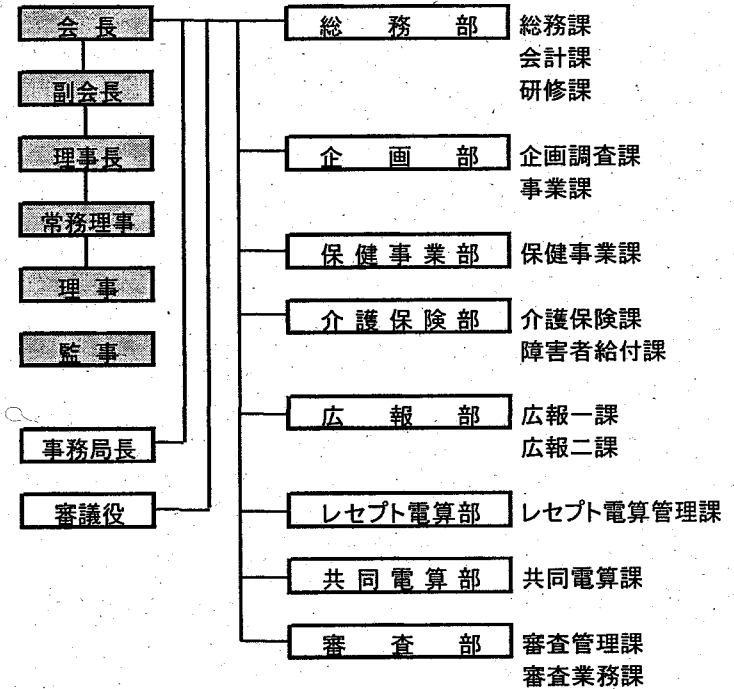 会長
副会長
理事長
常務理事
理事
監事
事務局長
審議役
総務部
総務課
会計課
研修課
企画部
企画調査課
事業課
保健事業部
保健事業課
介護保険部
介護保険課
障害者給付課
広報部
広報一課
広報二課
レセプト電算部
レセプト電算管理課
共同電算部
共同電算課
審査部
審査管理課
審査業務課